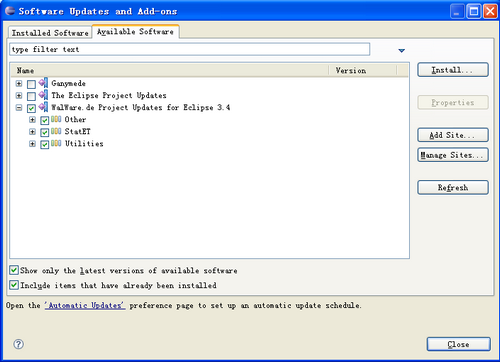 Software Updates and Add-ons
Installed Software Available Software
type filter text
Name Version
Install...
Ganymede
The Eclipse Project Updates
Properties
WalWare.de Project Updates for Eclipse 3.4
Other
StatET
Add Site...
Utilities
Manage Sites...
Refresh
Show only the latest versions of available software
Include items that have already been installed
Open the 'Automatic Updates' preference page to set up an automatic update schedule.
?
Close